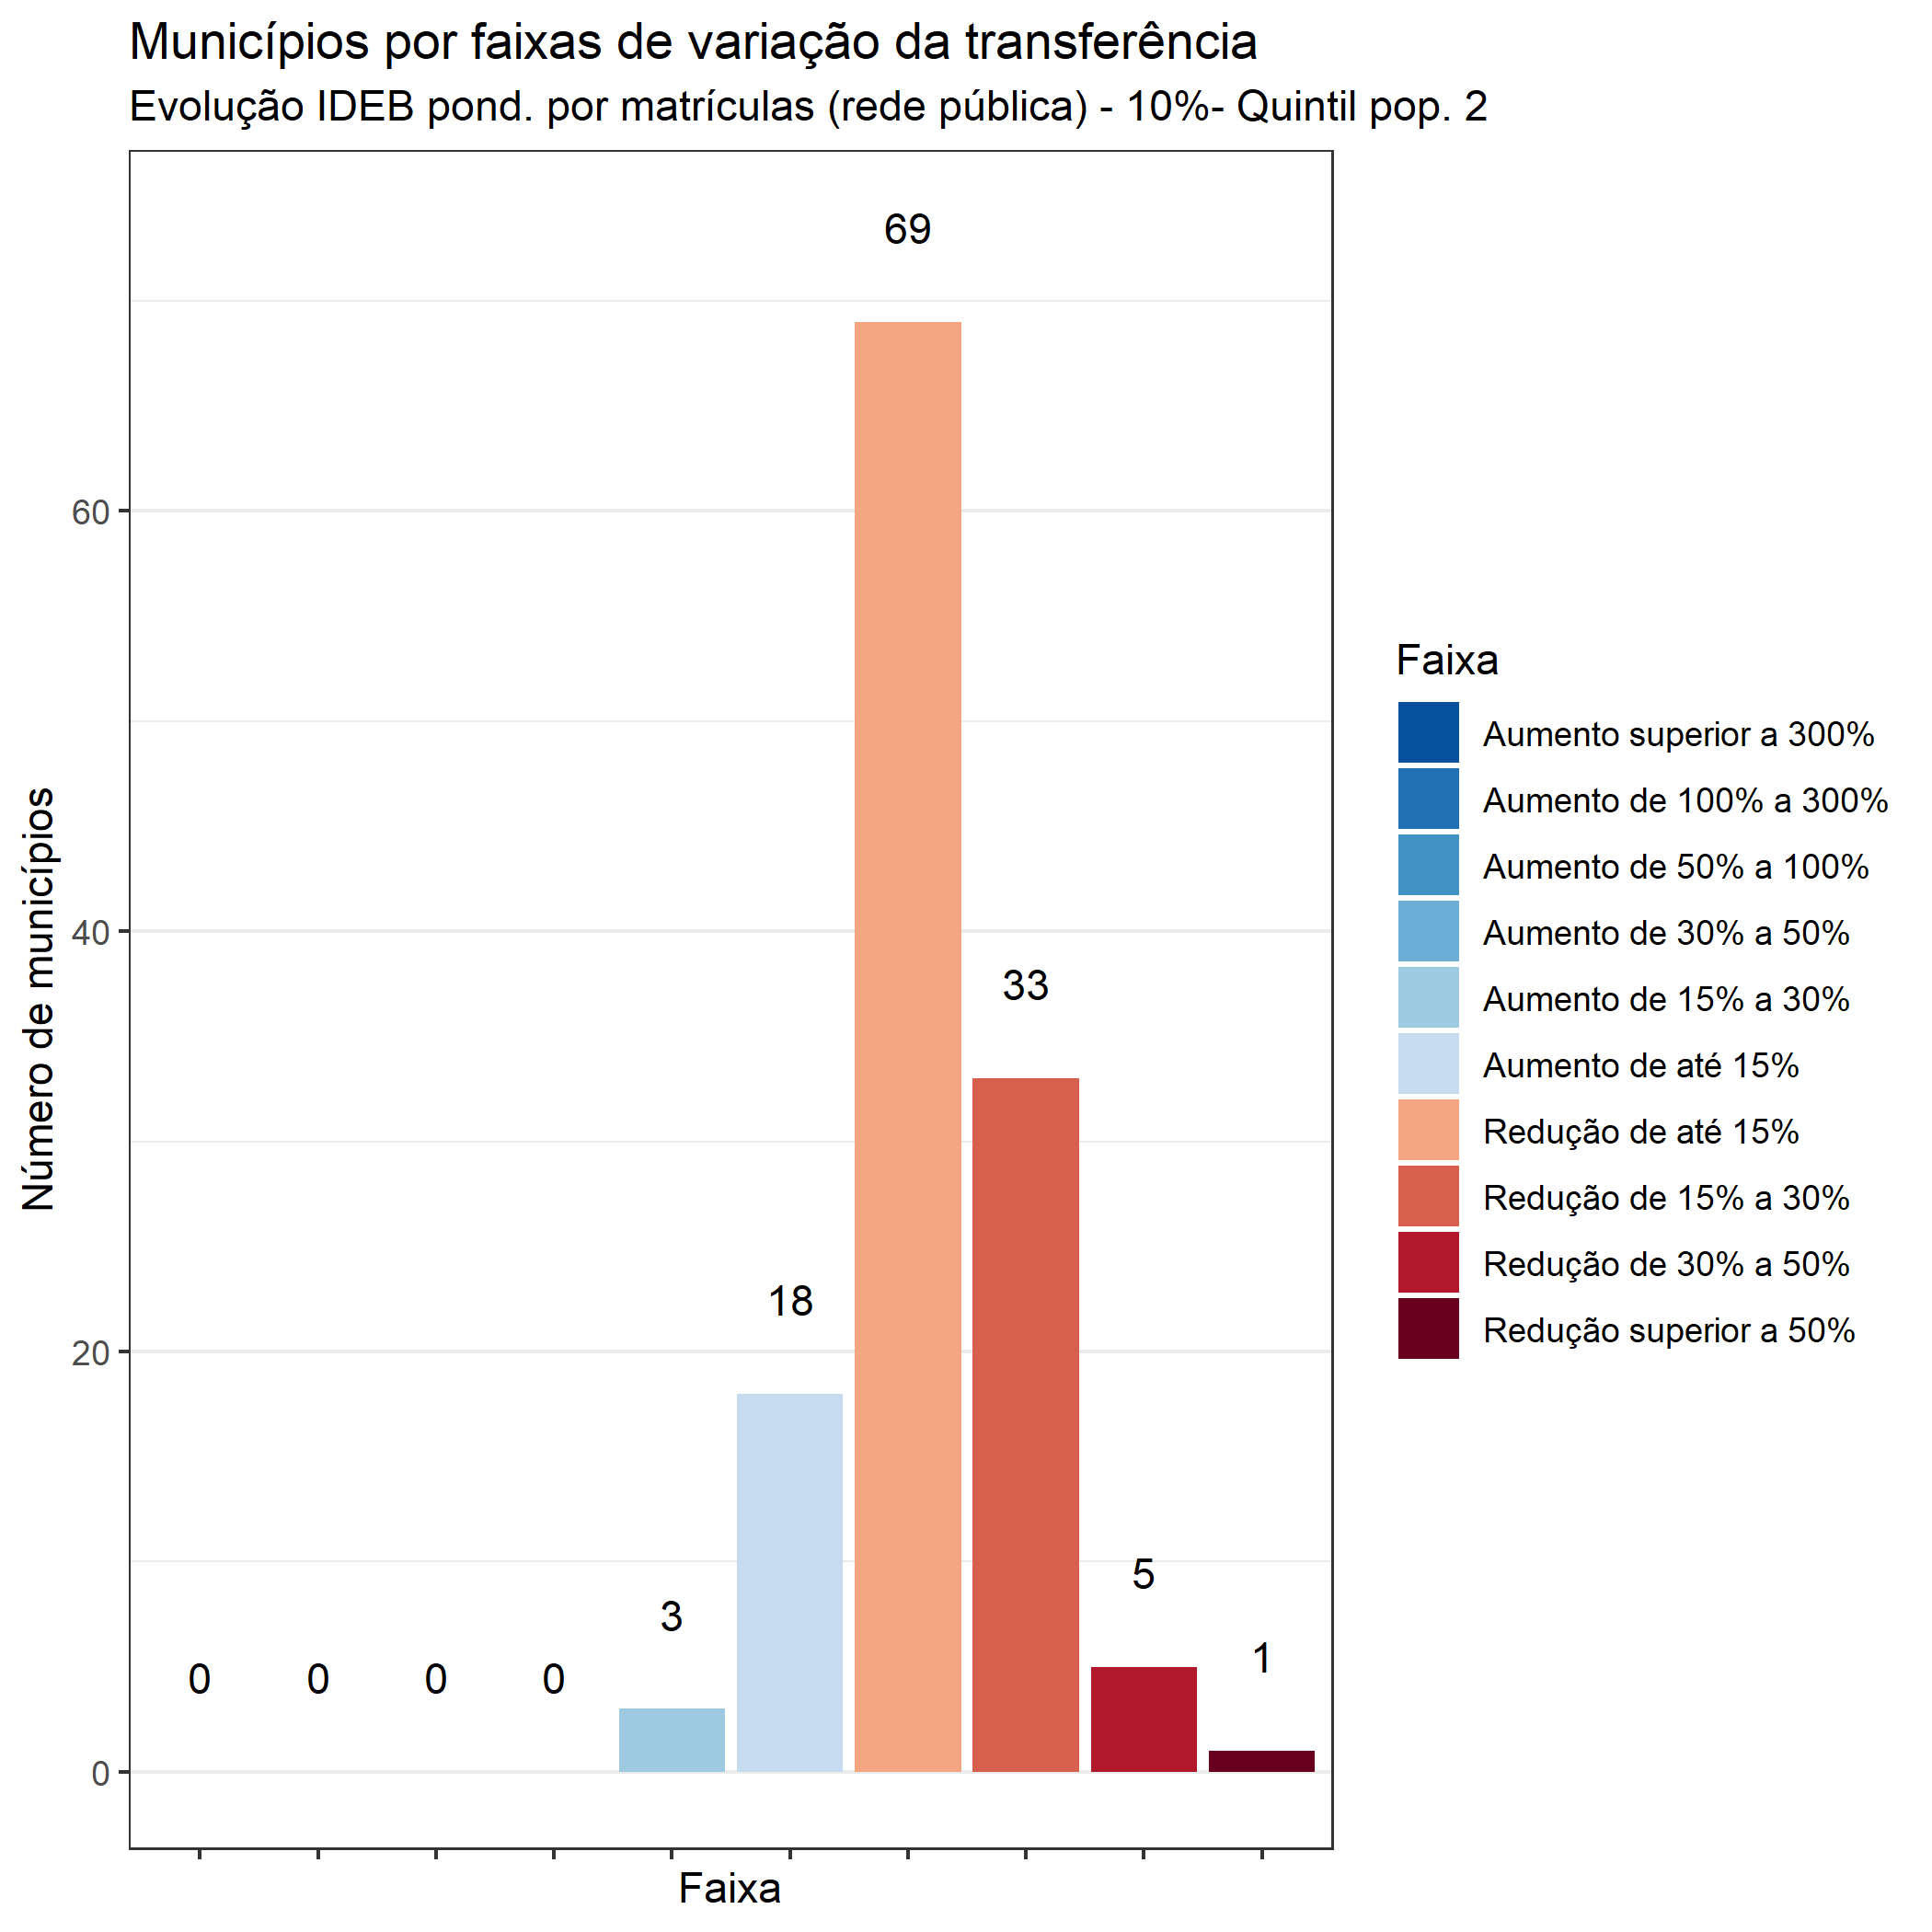 Municípios por faixas de variação da transferência
Evolução IDEB pond. por matrículas (rede pública) - 10%- Quintil pop. 2
Número de municípios
60
40
20
0
0
0
0
0
3
18
69
33
5
1
Faixa
Faixa
Aumento superior a 300%
Aumento de 100% a 300%
Aumento de 50% a 100%
Aumento de 30% a 50%
Aumento de 15% a 30%
Aumento de até 15%
Redução de até 15%
Redução de 15% a 30%
Redução de 30% a 50%
Redução superior a 50%